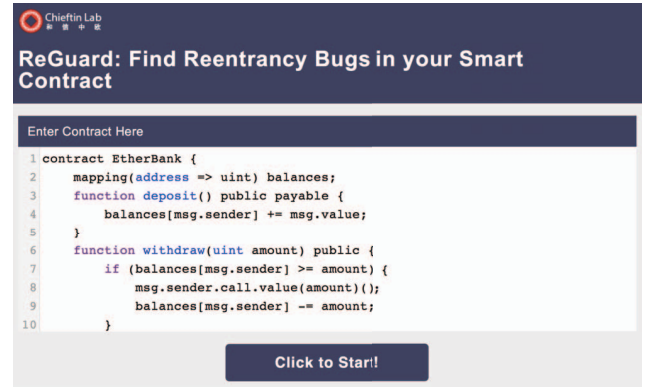 Chieftin Lab
ReGuard: Find Reentrancy Bugs in your Smart
Contract
Enter Contract Here
1 contract EtherBank {
2     mapping(address => uint) balances;
3     function deposit() public payable {
4         balances[msg.sender] += msg.value;
5     }
6     function withdraw(uint amount) public {
7         if (balances[msg.sender] >= amount) {
8             msg.sender.call.value(amount)();
9             balances[msg.sender] -= amount;
10         }
Click to Start!